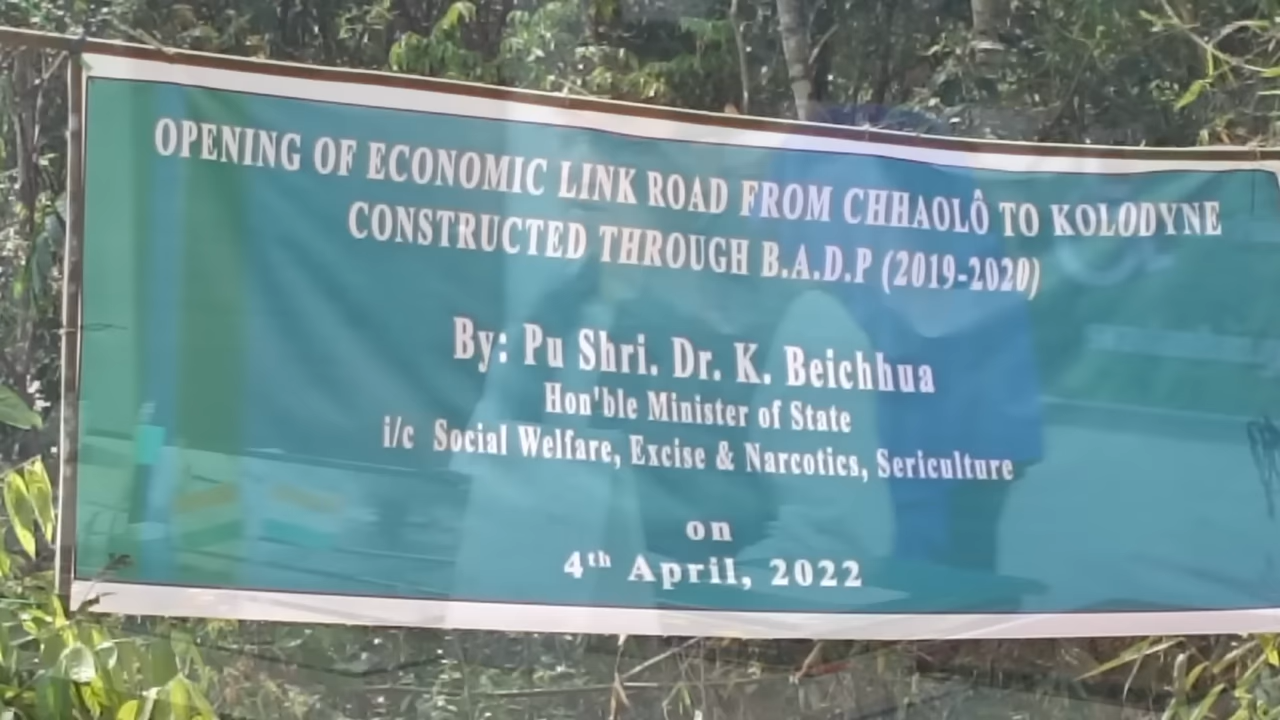 OPENING OF ECONOMIC LINK ROAD FROM CHHAOLÔ TO KOLODYNE
CONSTRUCTED THROUGH B.A.D.P (2019-2020)
By: Pu Shri. Dr. K. Beichhua
Hon'ble Minister of State
i/c Social Welfare, Excise & Narcotics, Sericulture
on
4th April, 2022